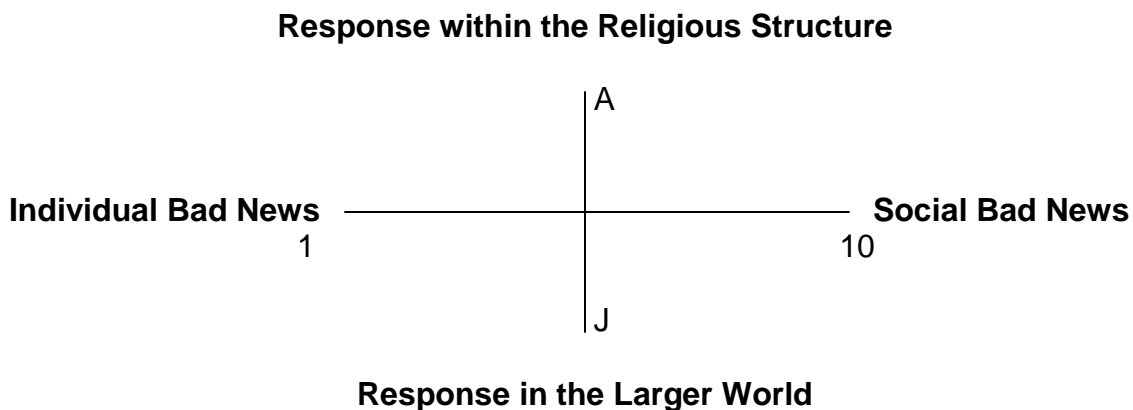 Response within the Religious Structure
A
Individual Bad News
Social Bad News
1
10
J
Response in the Larger World